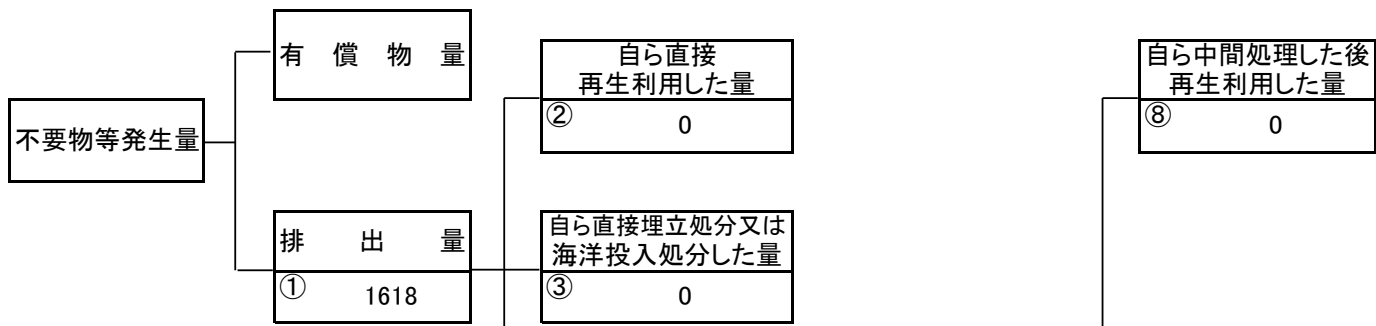 有償物量
自ら直接
再生利用した量
② 0
自ら中間処理した後
再生利用した量
⑧ 0
不要物等発生量
排出量
① 1618
自ら直接埋立処分又は
海洋投入処分した量
③ 0